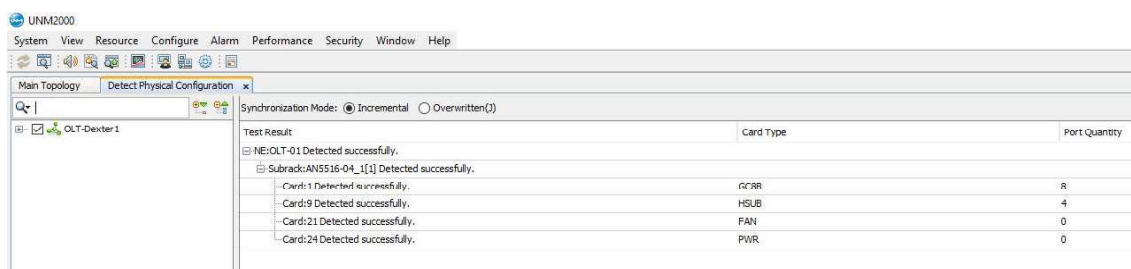 UNM2000
System View Resource Configure Alarm Performance Security Window Help
Main Topology Detect Physical Configuration x
Synchronization Mode: Incremental Overwritten(J)
OLT-Dexter1
Test Result Card Type Port Quantity
NE:OLT-01 Detected successfully.
Subrack:AN5516-04_1[1] Detected successfully.
Card:1 Detected successfully. GC8B 8
Card:9 Detected successfully. HSUB 4
Card:21 Detected successfully. FAN 0
Card:24 Detected successfully. PWR 0